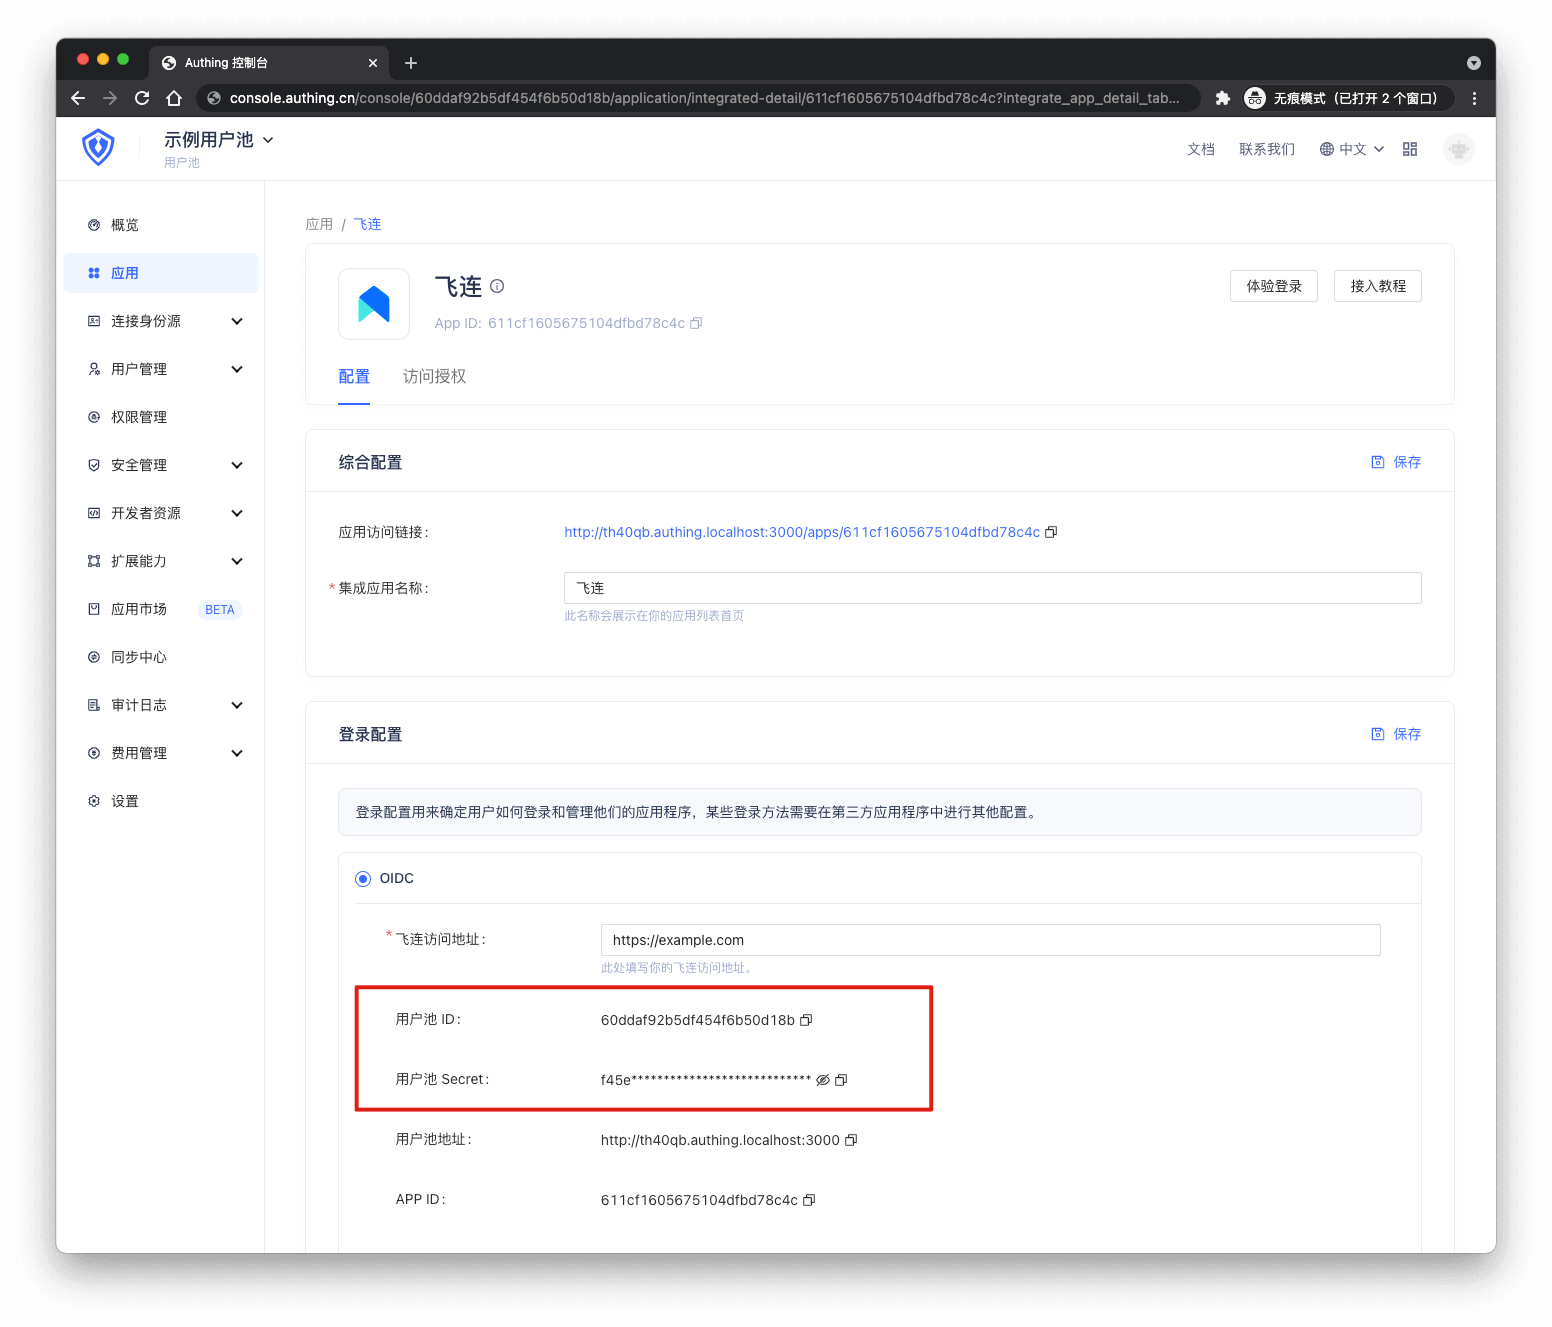 Authing 控制台
console.authing.cn/console/60ddaf92b5df454f6b50d18b/application/integrated-detail/611cf1605675104dfbd78c4c?integrate_app_detail_tab...
无痕模式（已打开 2 个窗口）
示例用户池
用户池
文档
联系我们
中文
概览
应用
连接身份源
用户管理
权限管理
安全管理
开发者资源
扩展能力
应用市场 BETA
同步中心
审计日志
费用管理
设置
应用 / 飞连
飞连
体验登录
接入教程
App ID: 611cf1605675104dfbd78c4c
配置
访问授权
综合配置
保存
应用访问链接: http://th40qb.authing.localhost:3000/apps/611cf1605675104dfbd78c4c
* 集成应用名称: 飞连
此名称会展示在你的应用列表首页
登录配置
保存
登录配置用来确定用户如何登录和管理他们的应用程序，某些登录方法需要在第三方应用程序中进行其他配置。
OIDC
* 飞连访问地址: https://example.com
此处填写你的飞连访问地址。
用户池 ID: 60ddaf92b5df454f6b50d18b
用户池 Secret: f45e****************************
用户池地址: http://th40qb.authing.localhost:3000
APP ID: 611cf1605675104dfbd78c4c